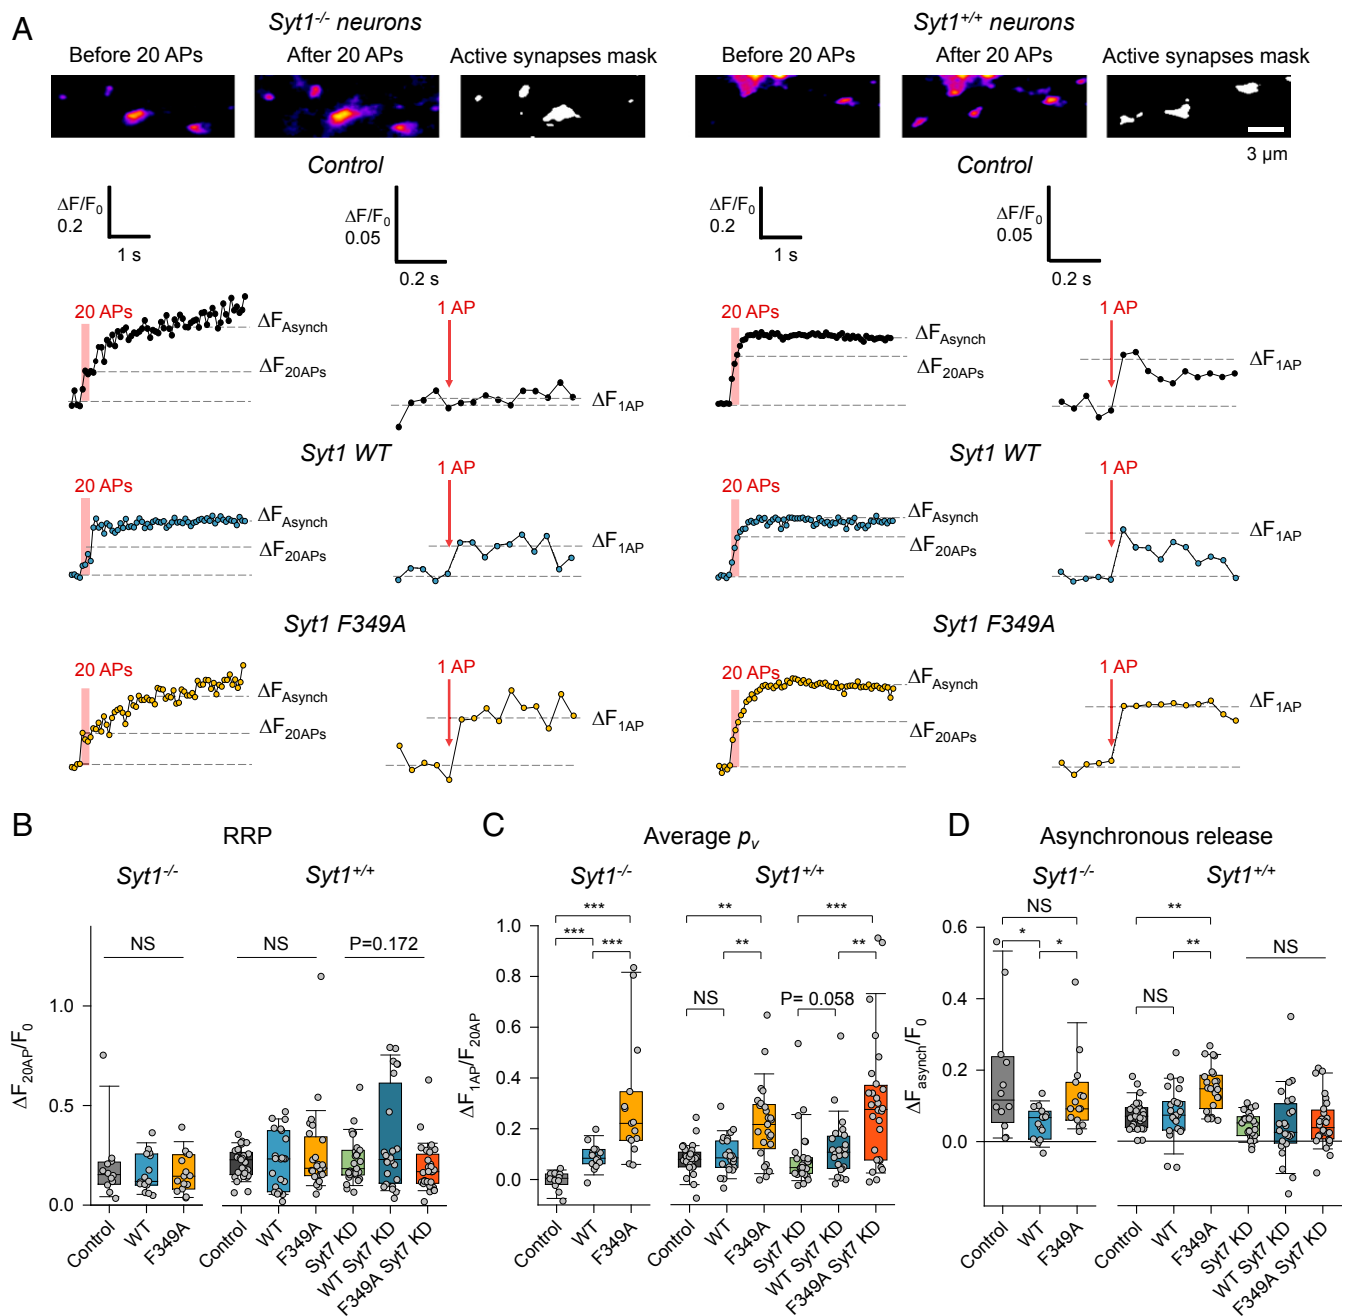 A
Syt1-/- neurons
Syt1+/+ neurons
Before 20 APs
After 20 APs
Active synapses mask
Before 20 APs
After 20 APs
Active synapses mask
3 µm
Control
Control
ΔF/F0
0.2
1 s
ΔF/F0
0.05
0.2 s
ΔF/F0
0.2
1 s
ΔF/F0
0.05
0.2 s
20 APs
ΔFAsynch
ΔF20APs
1 AP
ΔF1AP
20 APs
ΔFAsynch
ΔF20APs
1 AP
ΔF1AP
Syt1 WT
Syt1 WT
20 APs
ΔFAsynch
ΔF20APs
1 AP
ΔF1AP
20 APs
ΔFAsynch
ΔF20APs
1 AP
ΔF1AP
Syt1 F349A
Syt1 F349A
20 APs
ΔFAsynch
ΔF20APs
1 AP
ΔF1AP
20 APs
ΔFAsynch
ΔF20APs
1 AP
ΔF1AP
B
RRP
Syt1-/-
Syt1+/+
NS
NS
P=0.172
ΔF20AP/F0
1.0
0.5
0.0
Control
WT
F349A
Control
WT
F349A
Syt7 KD
WT Syt7 KD
F349A Syt7 KD
C
Average pv
Syt1-/-
Syt1+/+
***
***
***
**
**
NS
***
**
P= 0.058
ΔF1AP/F20AP
1.0
0.8
0.6
0.4
0.2
0.0
Control
WT
F349A
Control
WT
F349A
Syt7 KD
WT Syt7 KD
F349A Syt7 KD
D
Asynchronous release
Syt1-/-
Syt1+/+
NS
*
*
**
**
NS
NS
ΔFasynch/F0
0.6
0.4
0.2
0.0
Control
WT
F349A
Control
WT
F349A
Syt7 KD
WT Syt7 KD
F349A Syt7 KD